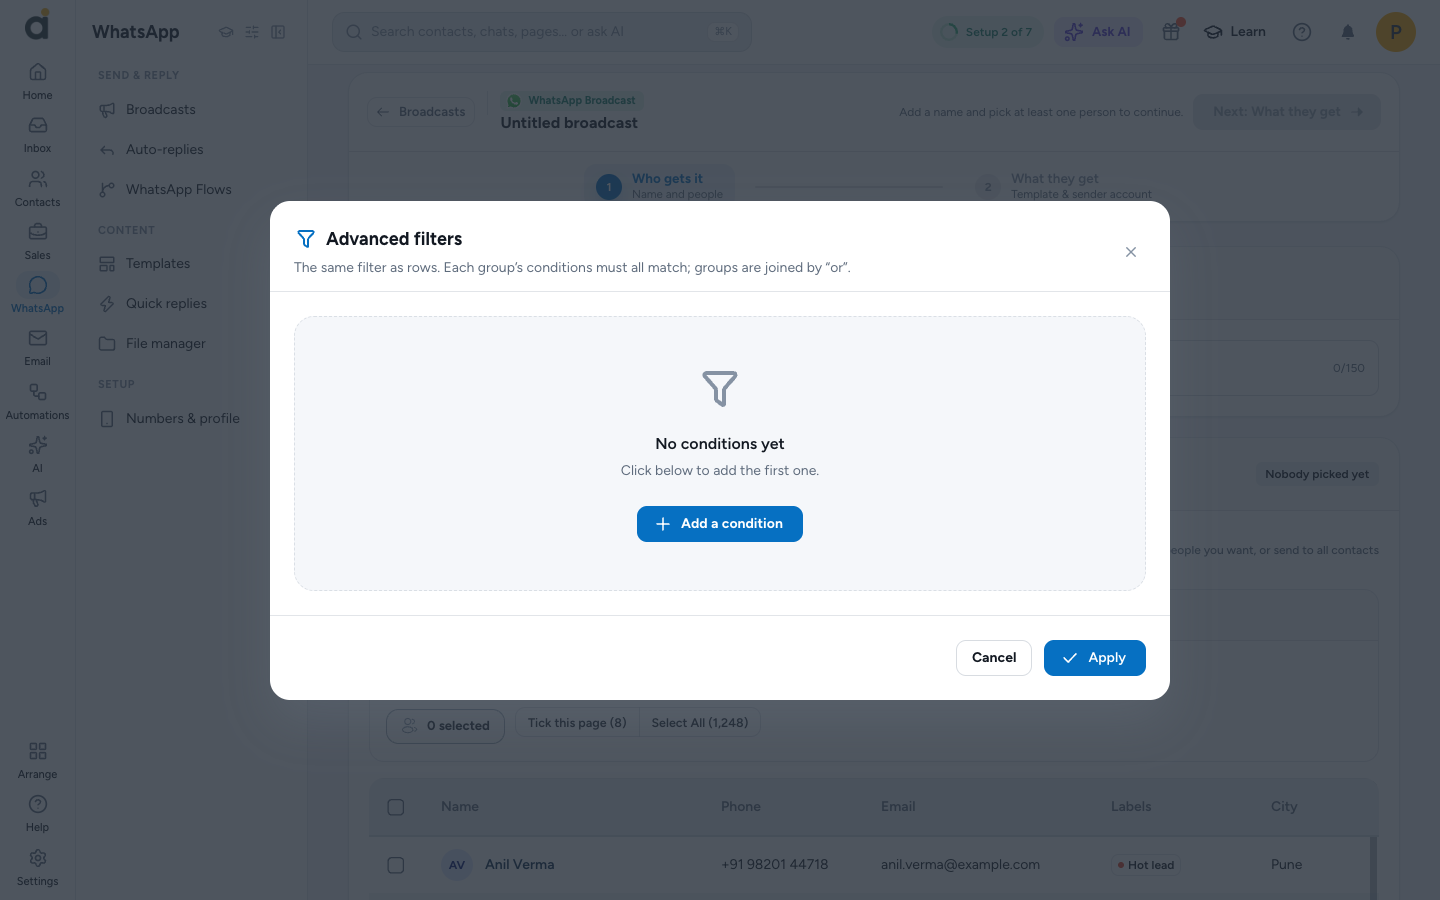 WhatsApp
Search contacts, chats, pages... or ask AI
⌘K
Setup 2 of 7
Ask AI
Learn
P
Home
Inbox
Contacts
Sales
WhatsApp
Email
Automations
AI
Ads
Arrange
Help
Settings
SEND & REPLY
Broadcasts
Auto-replies
WhatsApp Flows
CONTENT
Templates
Quick replies
File manager
SETUP
Numbers & profile
Broadcasts
WhatsApp Broadcast
Untitled broadcast
Add a name and pick at least one person to continue.
Next: What they get
1
Who gets it
Name and people
2
What they get
Template & sender account
Advanced filters
The same filter as rows. Each group's conditions must all match; groups are joined by “or”.
No conditions yet
Click below to add the first one.
Add a condition
Cancel
Apply
0/150
Nobody picked yet
eople you want, or send to all contacts
0 selected
Tick this page (8)
Select All (1,248)
Name
Phone
Email
Labels
City
AV
Anil Verma
+91 98201 44718
anil.verma@example.com
Hot lead
Pune